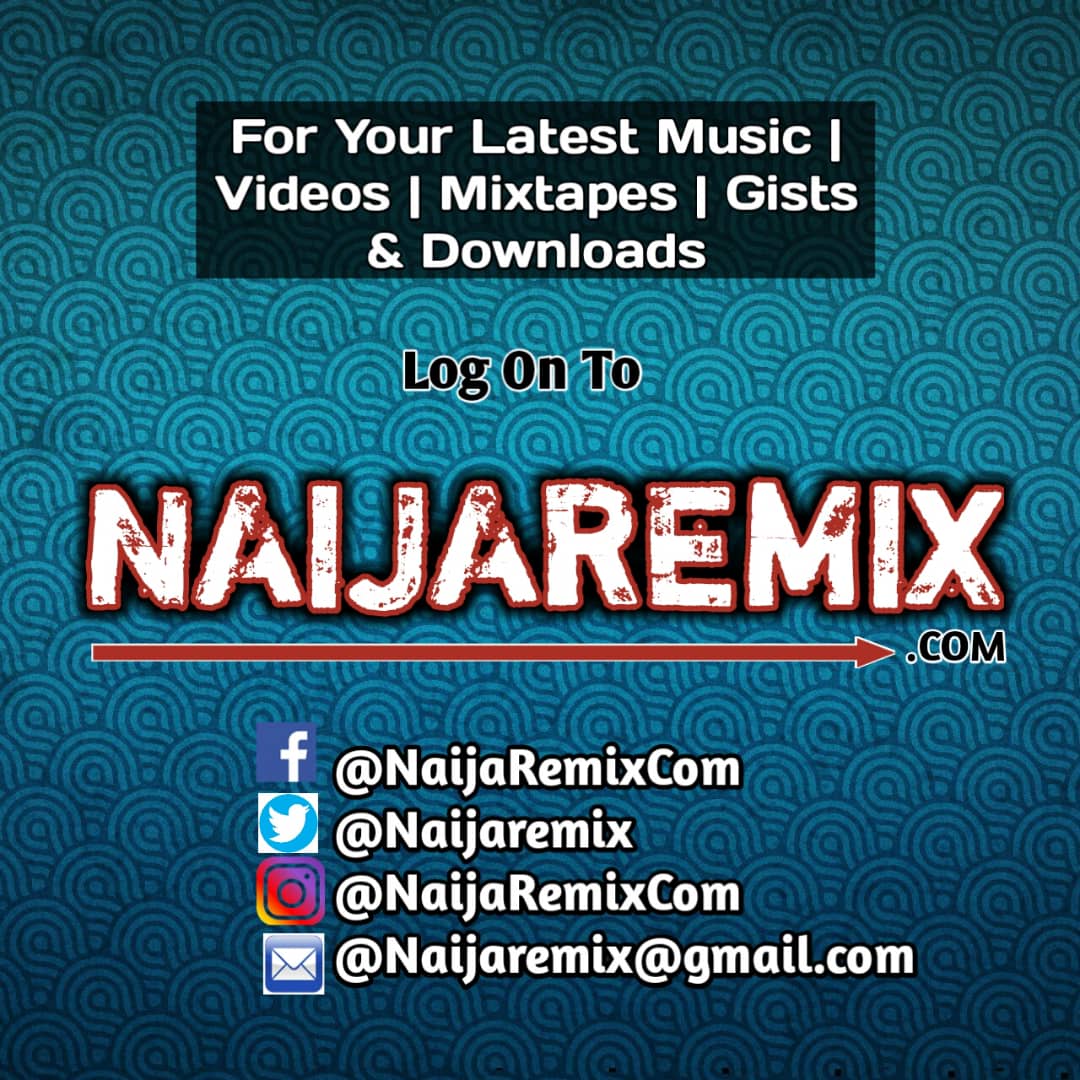 For Your Latest Music |
Videos | Mixtapes | Gists
& Downloads
Log On To
NAIJAREMIX
.COM
f @NaijaRemixCom
@Naijaremix
@NaijaRemixCom
@Naijaremix@gmail.com